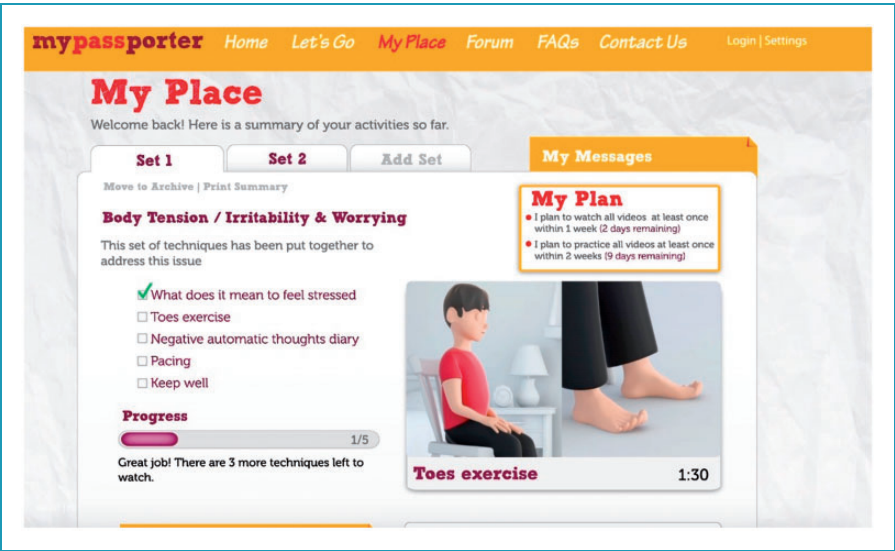 mypassporter Home Let's Go My Place Forum FAQs Contact Us Login | Settings
My Place
Welcome back! Here is a summary of your activities so far.
Set 1 Set 2 Add Set My Messages
Move to Archive | Print Summary
Body Tension / Irritability & Worrying
This set of techniques has been put together to
address this issue
What does it mean to feel stressed
Toes exercise
Negative automatic thoughts diary
Pacing
Keep well
Progress
1/5
Great job! There are 3 more techniques left to
watch.
My Plan
I plan to watch all videos at least once
within 1 week (2 days remaining)
I plan to practice all videos at least once
within 2 weeks (9 days remaining)
Toes exercise 1:30